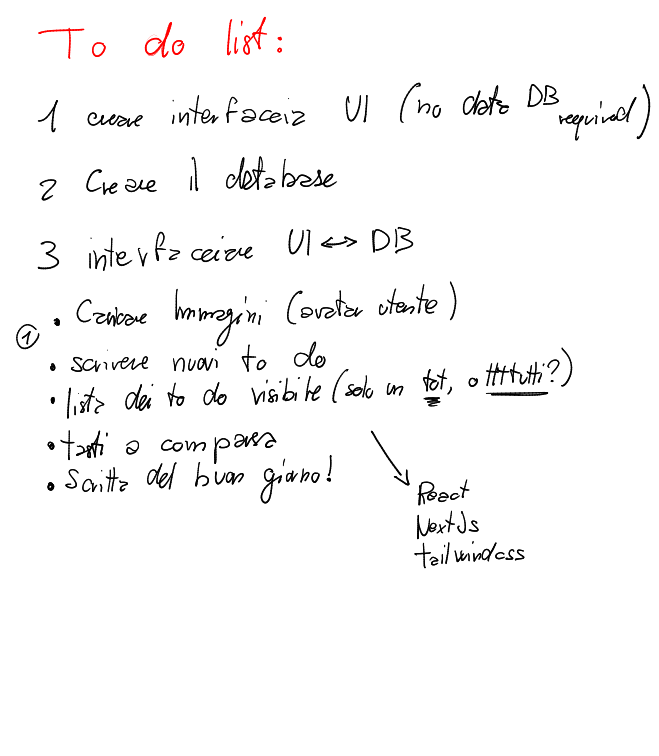 To do list:
1 creare interfaccia UI (no data DB required)
2 Creare il database
3 interfacciare UI ↔ DB
① • Caricare Immagini (avatar utente)
• scrivere nuovi to do
• lista dei to do visibile (solo un tot, o ttttutti?)
• tasti a comparsa
• Scritta del buon giorno!
React
NextJs
tailwindcss